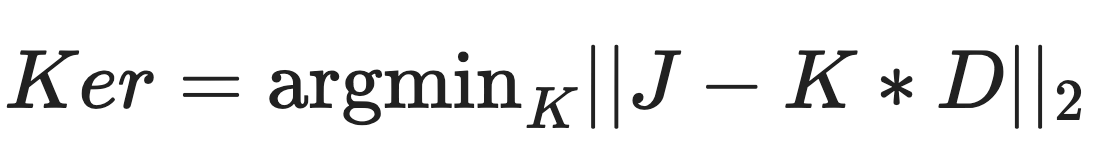 Ker = argmin_K||J − K ∗ D||_2